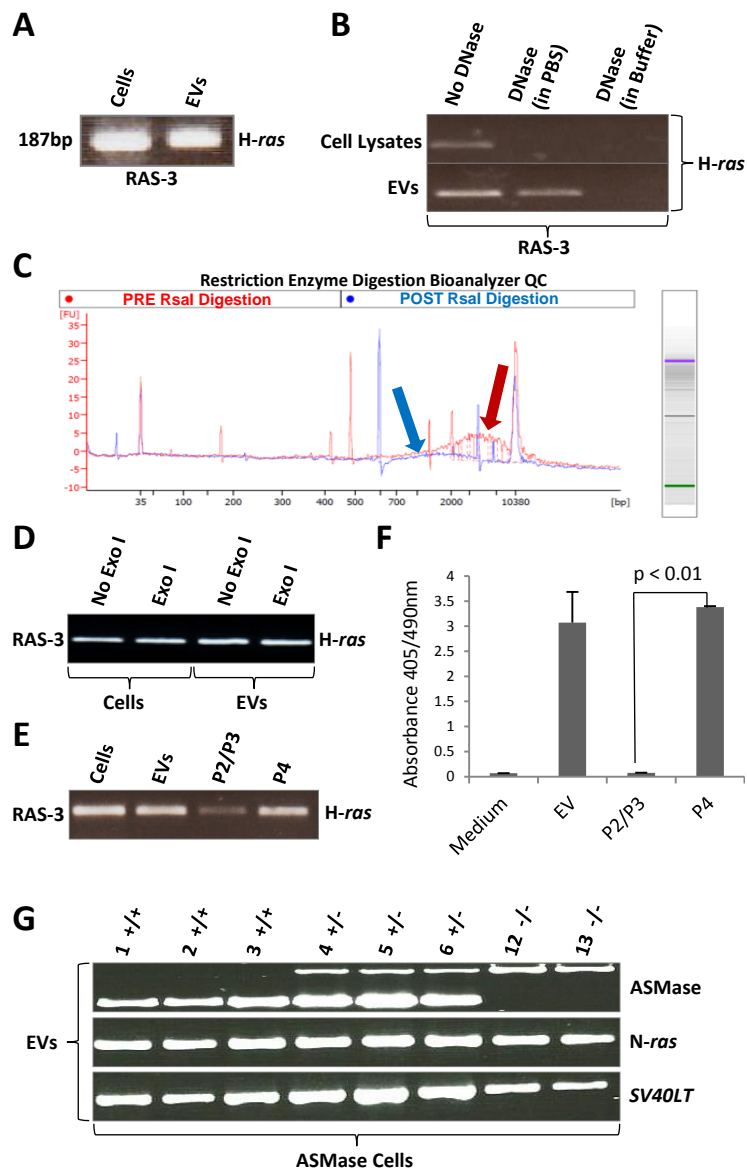 A
Cells
EVs
187bp
H-ras
RAS-3
B
No DNase
DNase
(in PBS)
DNase
(in Buffer)
Cell Lysates
EVs
H-ras
RAS-3
C
Restriction Enzyme Digestion Bioanalyzer QC
PRE RsaI Digestion
POST RsaI Digestion
[FU]
35
30
25
20
15
10
5
0
-5
-10
35 100 200 300 400 500 700 2000 10380 [bp]
D
No Exo I
Exo I
No Exo I
Exo I
RAS-3
H-ras
Cells
EVs
E
Cells
EVs
P2/P3
P4
RAS-3
H-ras
F
p < 0.01
Absorbance 405/490nm
4
3.5
3
2.5
2
1.5
1
0.5
0
Medium
EV
P2/P3
P4
G
1 +/+
2 +/+
3 +/+
4 +/-
5 +/-
6 +/-
12 -/-
13 -/-
ASMase
EVs
N-ras
SV40LT
ASMase Cells